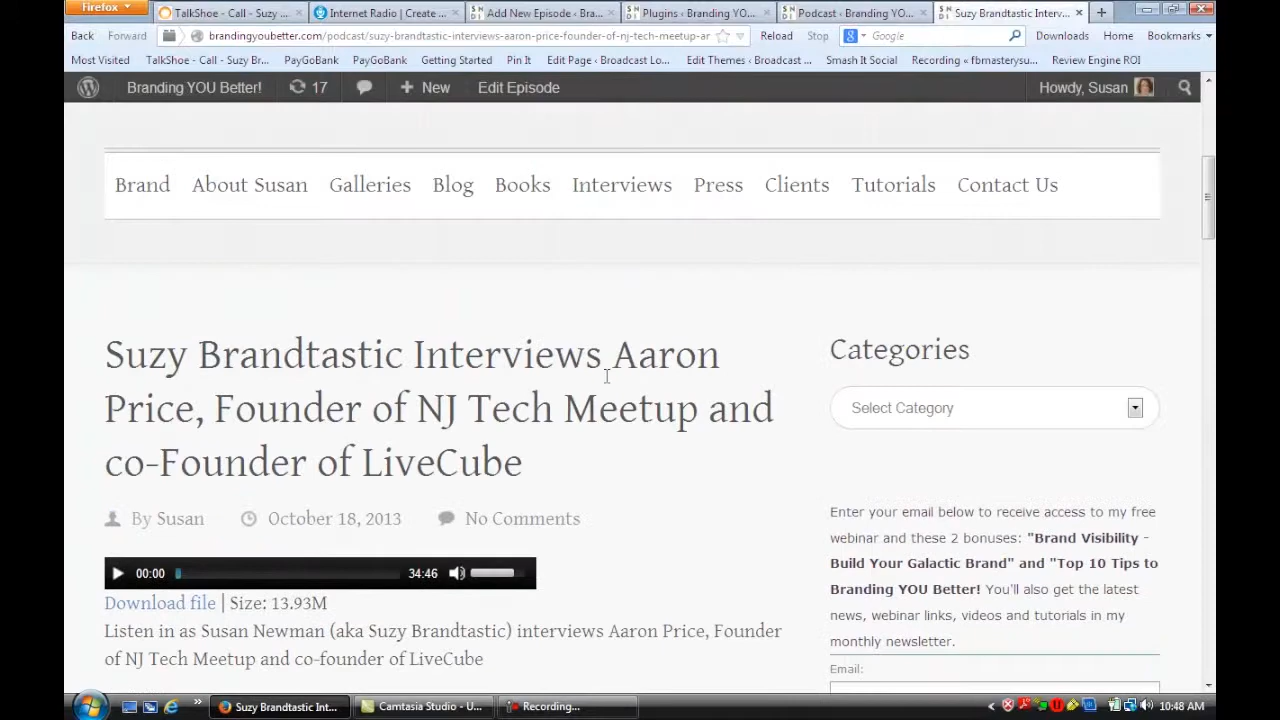 Firefox
TalkShoe - Call - Suzy ...
Internet Radio | Create ...
Add New Episode ‹ Bra...
Plugins ‹ Branding YO...
Podcast ‹ Branding YO...
Suzy Brandtastic Interv...
Back
Forward
brandingyoubetter.com/podcast/suzy-brandtastic-interviews-aaron-price-founder-of-nj-tech-meetup-ar
Reload
Stop
Google
Downloads
Home
Bookmarks
Most Visited
TalkShoe - Call - Suzy Br...
PayGoBank
PayGoBank
Getting Started
Pin It
Edit Page ‹ Broadcast Lo...
Edit Themes ‹ Broadcast ...
Smash It Social
Recording « fbmasterysu...
Review Engine ROI
Branding YOU Better!
17
New
Edit Episode
Howdy, Susan
Brand
About Susan
Galleries
Blog
Books
Interviews
Press
Clients
Tutorials
Contact Us
Suzy Brandtastic Interviews Aaron
Price, Founder of NJ Tech Meetup and
co-Founder of LiveCube
By Susan
October 18, 2013
No Comments
00:00
34:46
Download file | Size: 13.93M
Listen in as Susan Newman (aka Suzy Brandtastic) interviews Aaron Price, Founder
of NJ Tech Meetup and co-founder of LiveCube
Categories
Select Category
Enter your email below to receive access to my free
webinar and these 2 bonuses: "Brand Visibility -
Build Your Galactic Brand" and "Top 10 Tips to
Branding YOU Better! You'll also get the latest
news, webinar links, videos and tutorials in my
monthly newsletter.
Email:
Suzy Brandtastic Int...
Camtasia Studio - U...
Recording...
10:48 AM